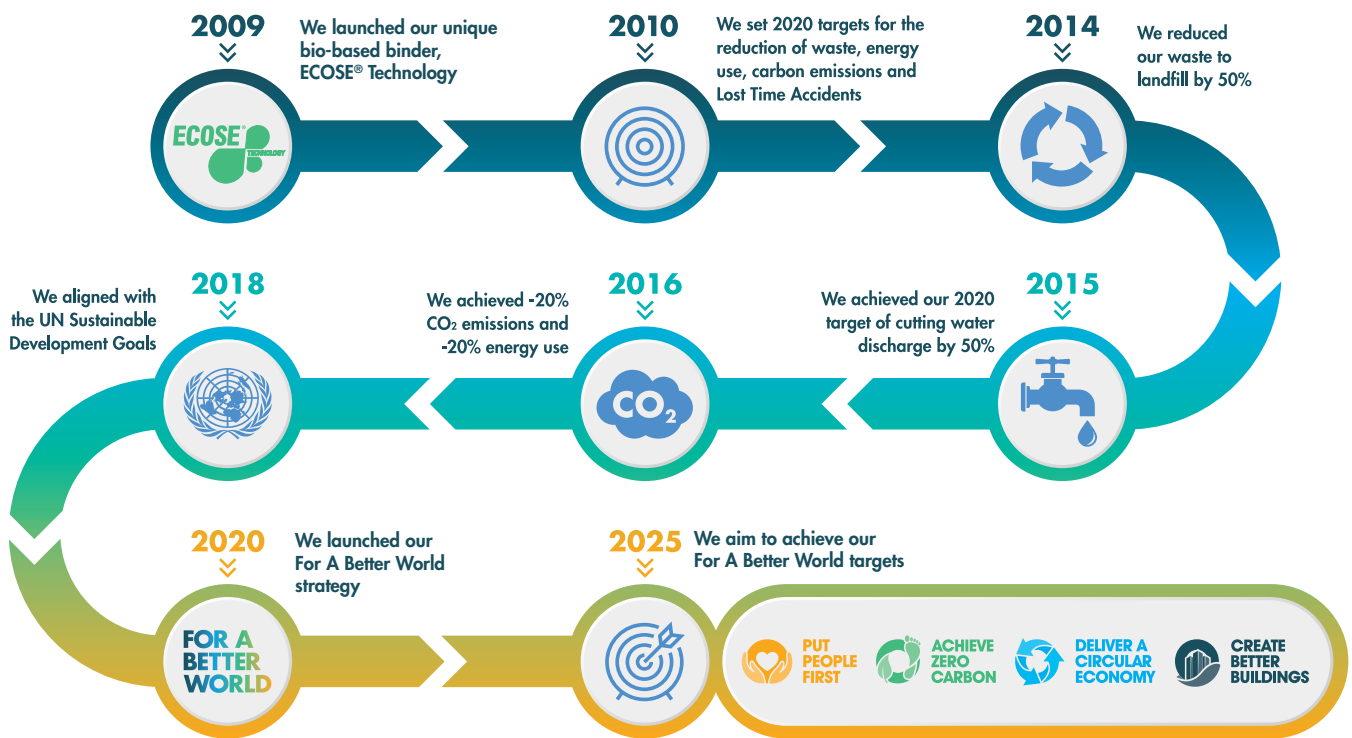 2009
We launched our unique
bio-based binder,
ECOSE® Technology
ECOSE®
TECHNOLOGY
2010
We set 2020 targets for the
reduction of waste, energy
use, carbon emissions and
Lost Time Accidents
2014
We reduced
our waste to
landfill by 50%
2018
We aligned with
the UN Sustainable
Development Goals
2016
We achieved -20%
CO₂ emissions and
-20% energy use
CO₂
2015
We achieved our 2020
target of cutting water
discharge by 50%
2020
We launched our
For A Better World
strategy
FOR A
BETTER
WORLD
2025
We aim to achieve our
For A Better World targets
PUT
PEOPLE
FIRST
ACHIEVE
ZERO
CARBON
DELIVER A
CIRCULAR
ECONOMY
CREATE
BETTER
BUILDINGS